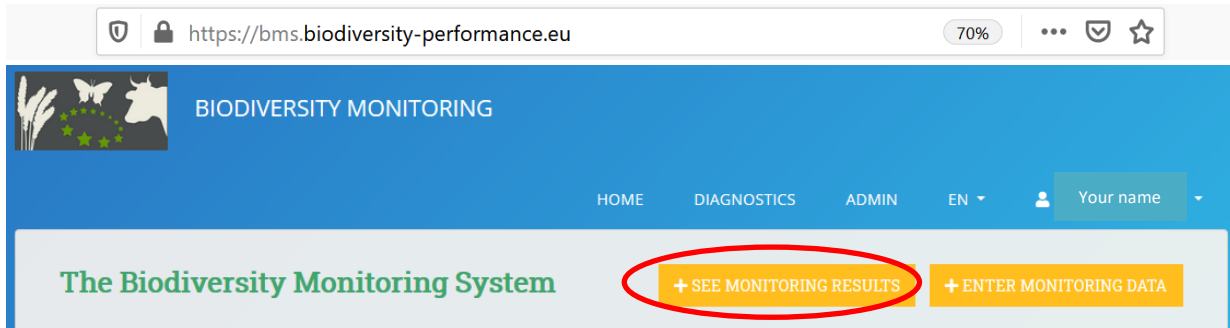 https://bms.biodiversity-performance.eu 70%
BIODIVERSITY MONITORING
HOME DIAGNOSTICS ADMIN EN Your name
The Biodiversity Monitoring System + SEE MONITORING RESULTS + ENTER MONITORING DATA